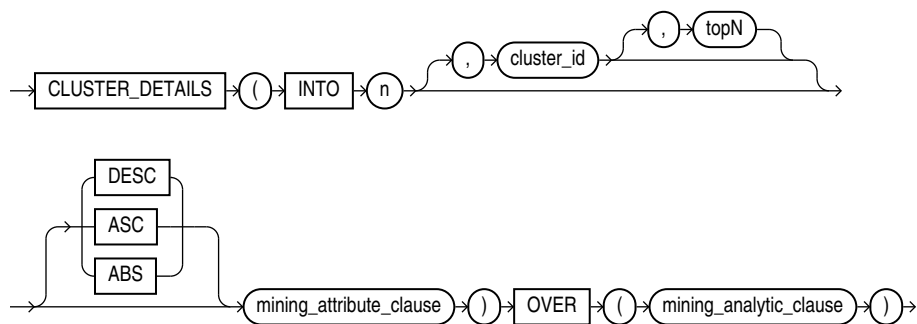 , topN
, cluster_id
CLUSTER_DETAILS ( INTO n
DESC
ASC
ABS
mining_attribute_clause ) OVER ( mining_analytic_clause )